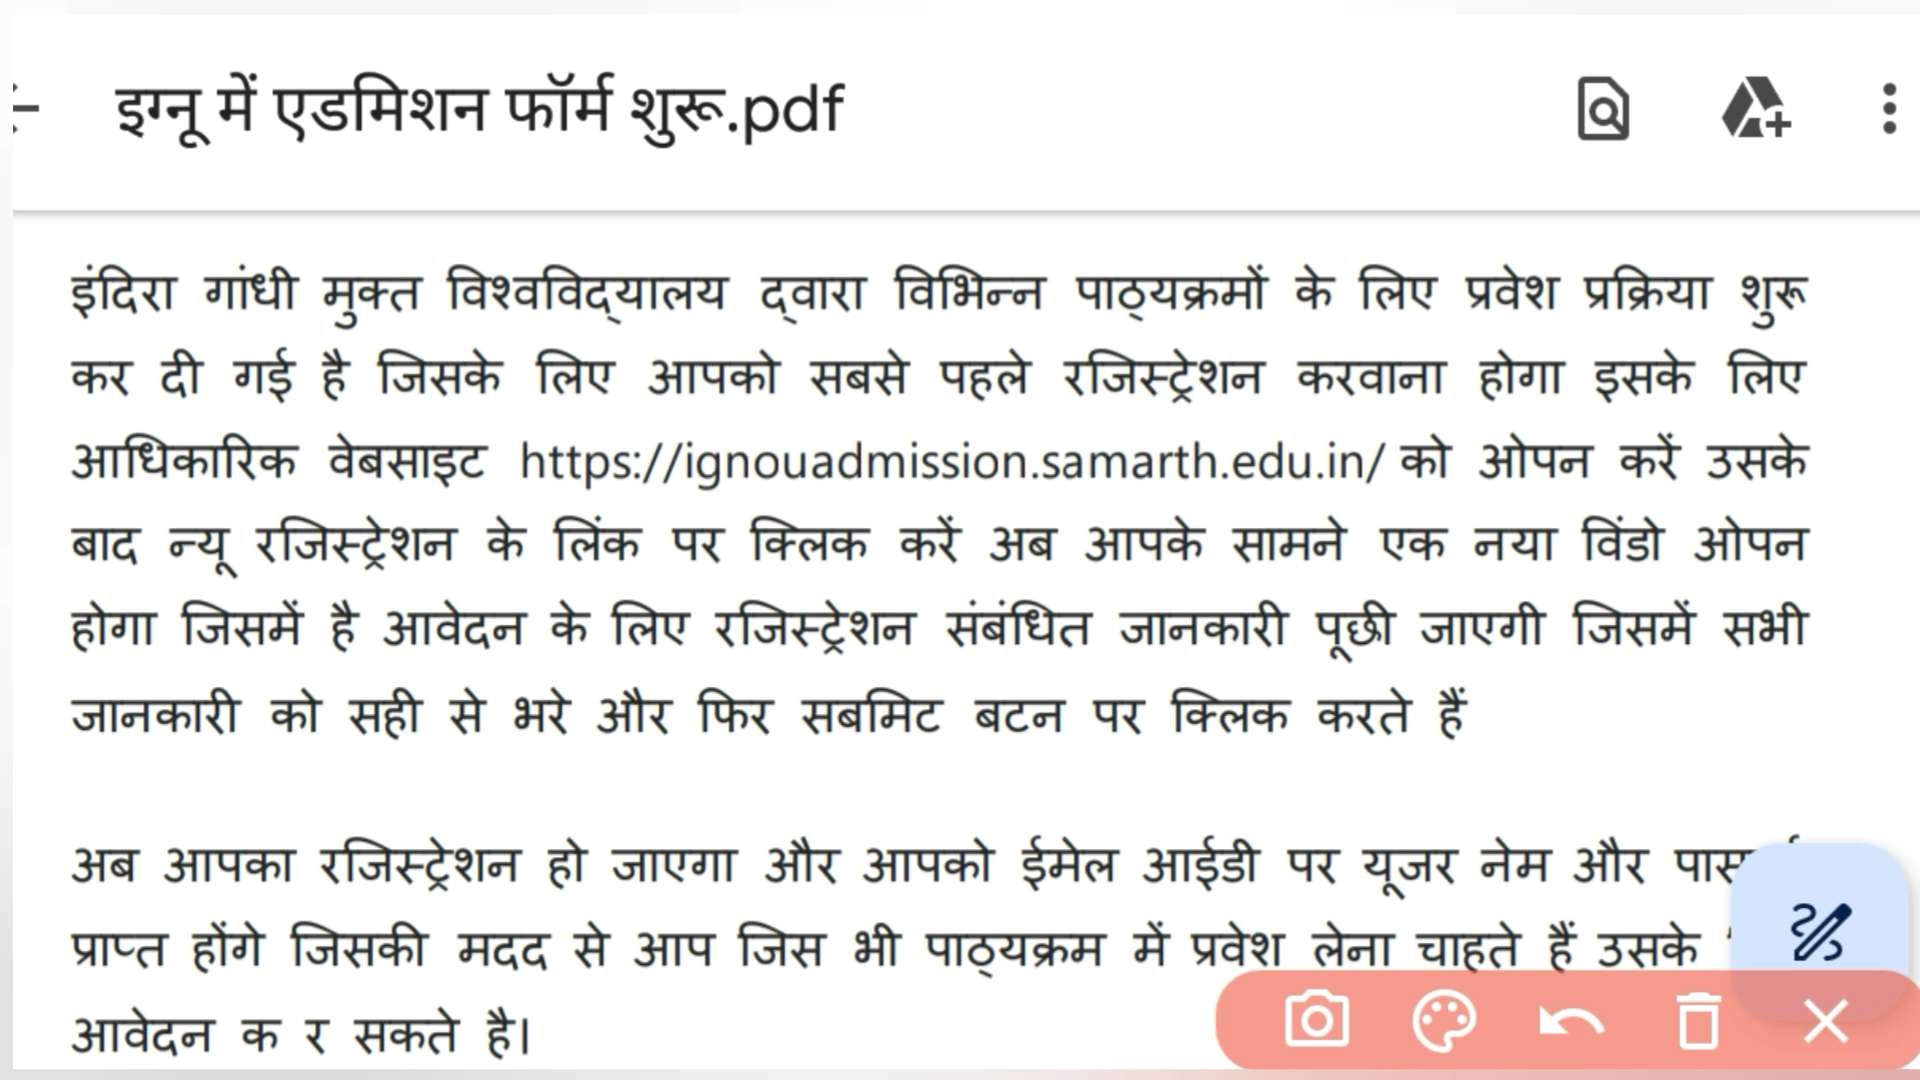 इग्नू में एडमिशन फॉर्म शुरू.pdf
इंदिरा गांधी मुक्त विश्वविद्यालय द्वारा विभिन्न पाठ्यक्रमों के लिए प्रवेश प्रक्रिया शुरू
कर दी गई है जिसके लिए आपको सबसे पहले रजिस्ट्रेशन करवाना होगा इसके लिए
आधिकारिक वेबसाइट https://ignouadmission.samarth.edu.in/ को ओपन करें उसके
बाद न्यू रजिस्ट्रेशन के लिंक पर क्लिक करें अब आपके सामने एक नया विंडो ओपन
होगा जिसमें है आवेदन के लिए रजिस्ट्रेशन संबंधित जानकारी पूछी जाएगी जिसमें सभी
जानकारी को सही से भरे और फिर सबमिट बटन पर क्लिक करते हैं
अब आपका रजिस्ट्रेशन हो जाएगा और आपको ईमेल आईडी पर यूजर नेम और
प्राप्त होंगे जिसकी मदद से आप जिस भी पाठ्यक्रम में प्रवेश लेना चाहते हैं उसके
आवेदन क र सकते है।